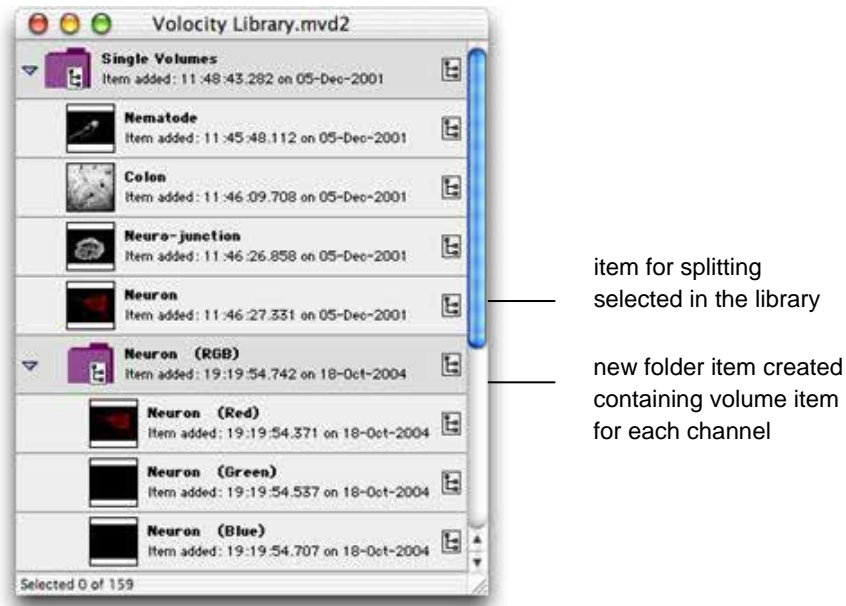 Volocity Library.mvd2
Single Volumes
Item added: 11:48:43.282 on 05-Dec-2001
Nematode
Item added: 11:45:48.112 on 05-Dec-2001
Colon
Item added: 11:46:09.708 on 05-Dec-2001
Neuro-junction
Item added: 11:46:26.858 on 05-Dec-2001
Neuron
Item added: 11:46:27.331 on 05-Dec-2001
Neuron (RGB)
Item added: 19:19:54.742 on 18-Oct-2004
Neuron (Red)
Item added: 19:19:54.371 on 18-Oct-2004
Neuron (Green)
Item added: 19:19:54.537 on 18-Oct-2004
Neuron (Blue)
Item added: 19:19:54.707 on 18-Oct-2004
Selected 0 of 159
item for splitting
selected in the library
new folder item created
containing volume item
for each channel